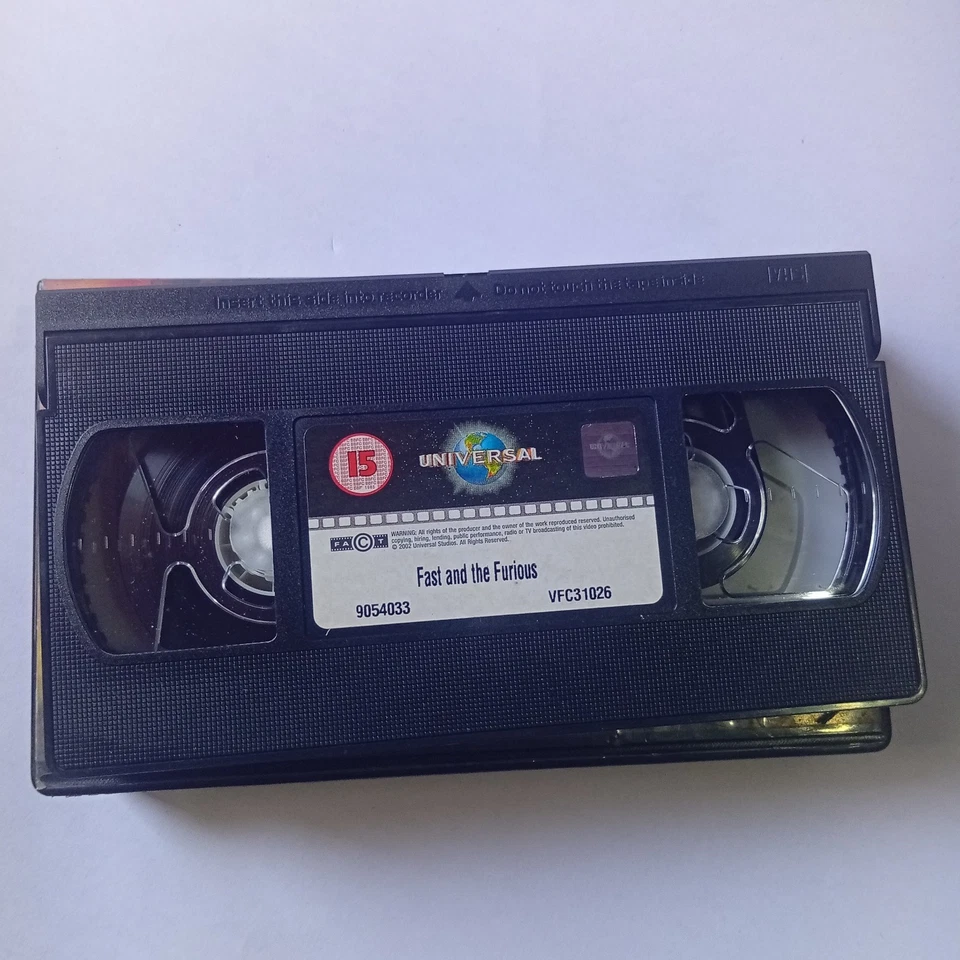 Insert this side into recorder Do not touch the tape inside VHS
15
UNIVERSAL
WARNING: All rights of the producer and the owner of the work reproduced reserved. Unauthorised
copying, hiring, lending, public performance, radio or TV broadcasting of this video prohibited.
© 2002 Universal Studios. All Rights Reserved.
FACT
Fast and the Furious
9054033 VFC31026